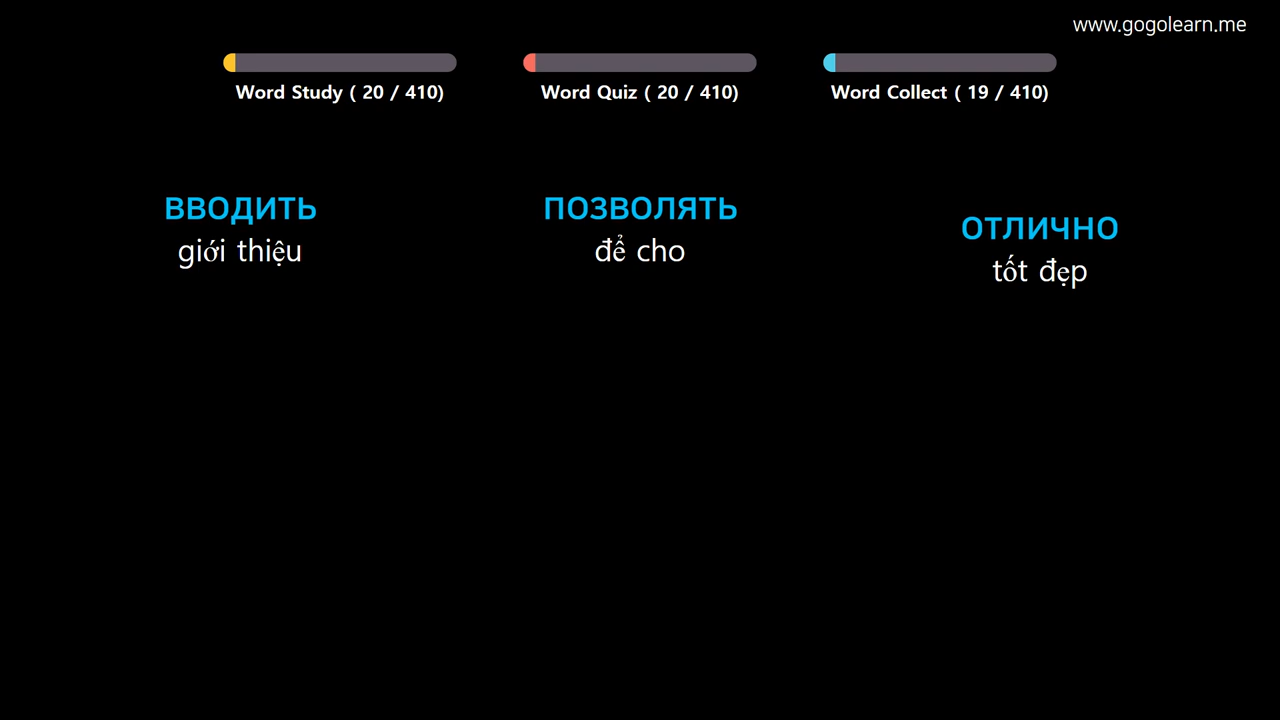 www.gogolearn.me
Word Study ( 20 / 410)
Word Quiz ( 20 / 410)
Word Collect ( 19 / 410)
вводить
giới thiệu
позволять
để cho
отлично
tốt đẹp